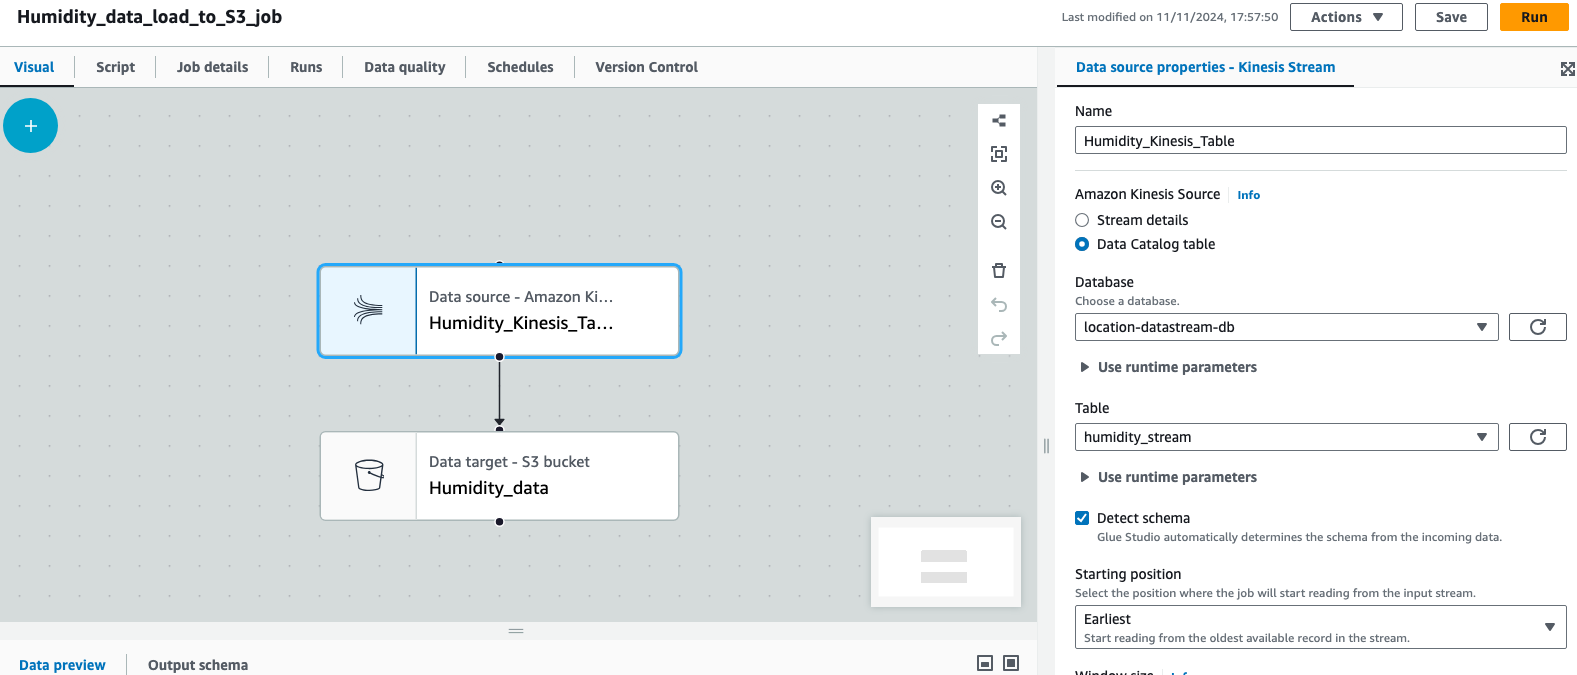 Humidity_data_load_to_S3_job
Last modified on 11/11/2024, 17:57:50
Actions
Save
Run
Visual
Script
Job details
Runs
Data quality
Schedules
Version Control
Data source properties - Kinesis Stream
Name
Humidity_Kinesis_Table
Amazon Kinesis Source
Info
Stream details
Data Catalog table
Database
Choose a database.
location-datastream-db
Use runtime parameters
Table
humidity_stream
Use runtime parameters
Detect schema
Glue Studio automatically determines the schema from the incoming data.
Starting position
Select the position where the job will start reading from the input stream.
Earliest
Start reading from the oldest available record in the stream.
Data source - Amazon Ki...
Humidity_Kinesis_Ta...
Data target - S3 bucket
Humidity_data
Data preview
Output schema